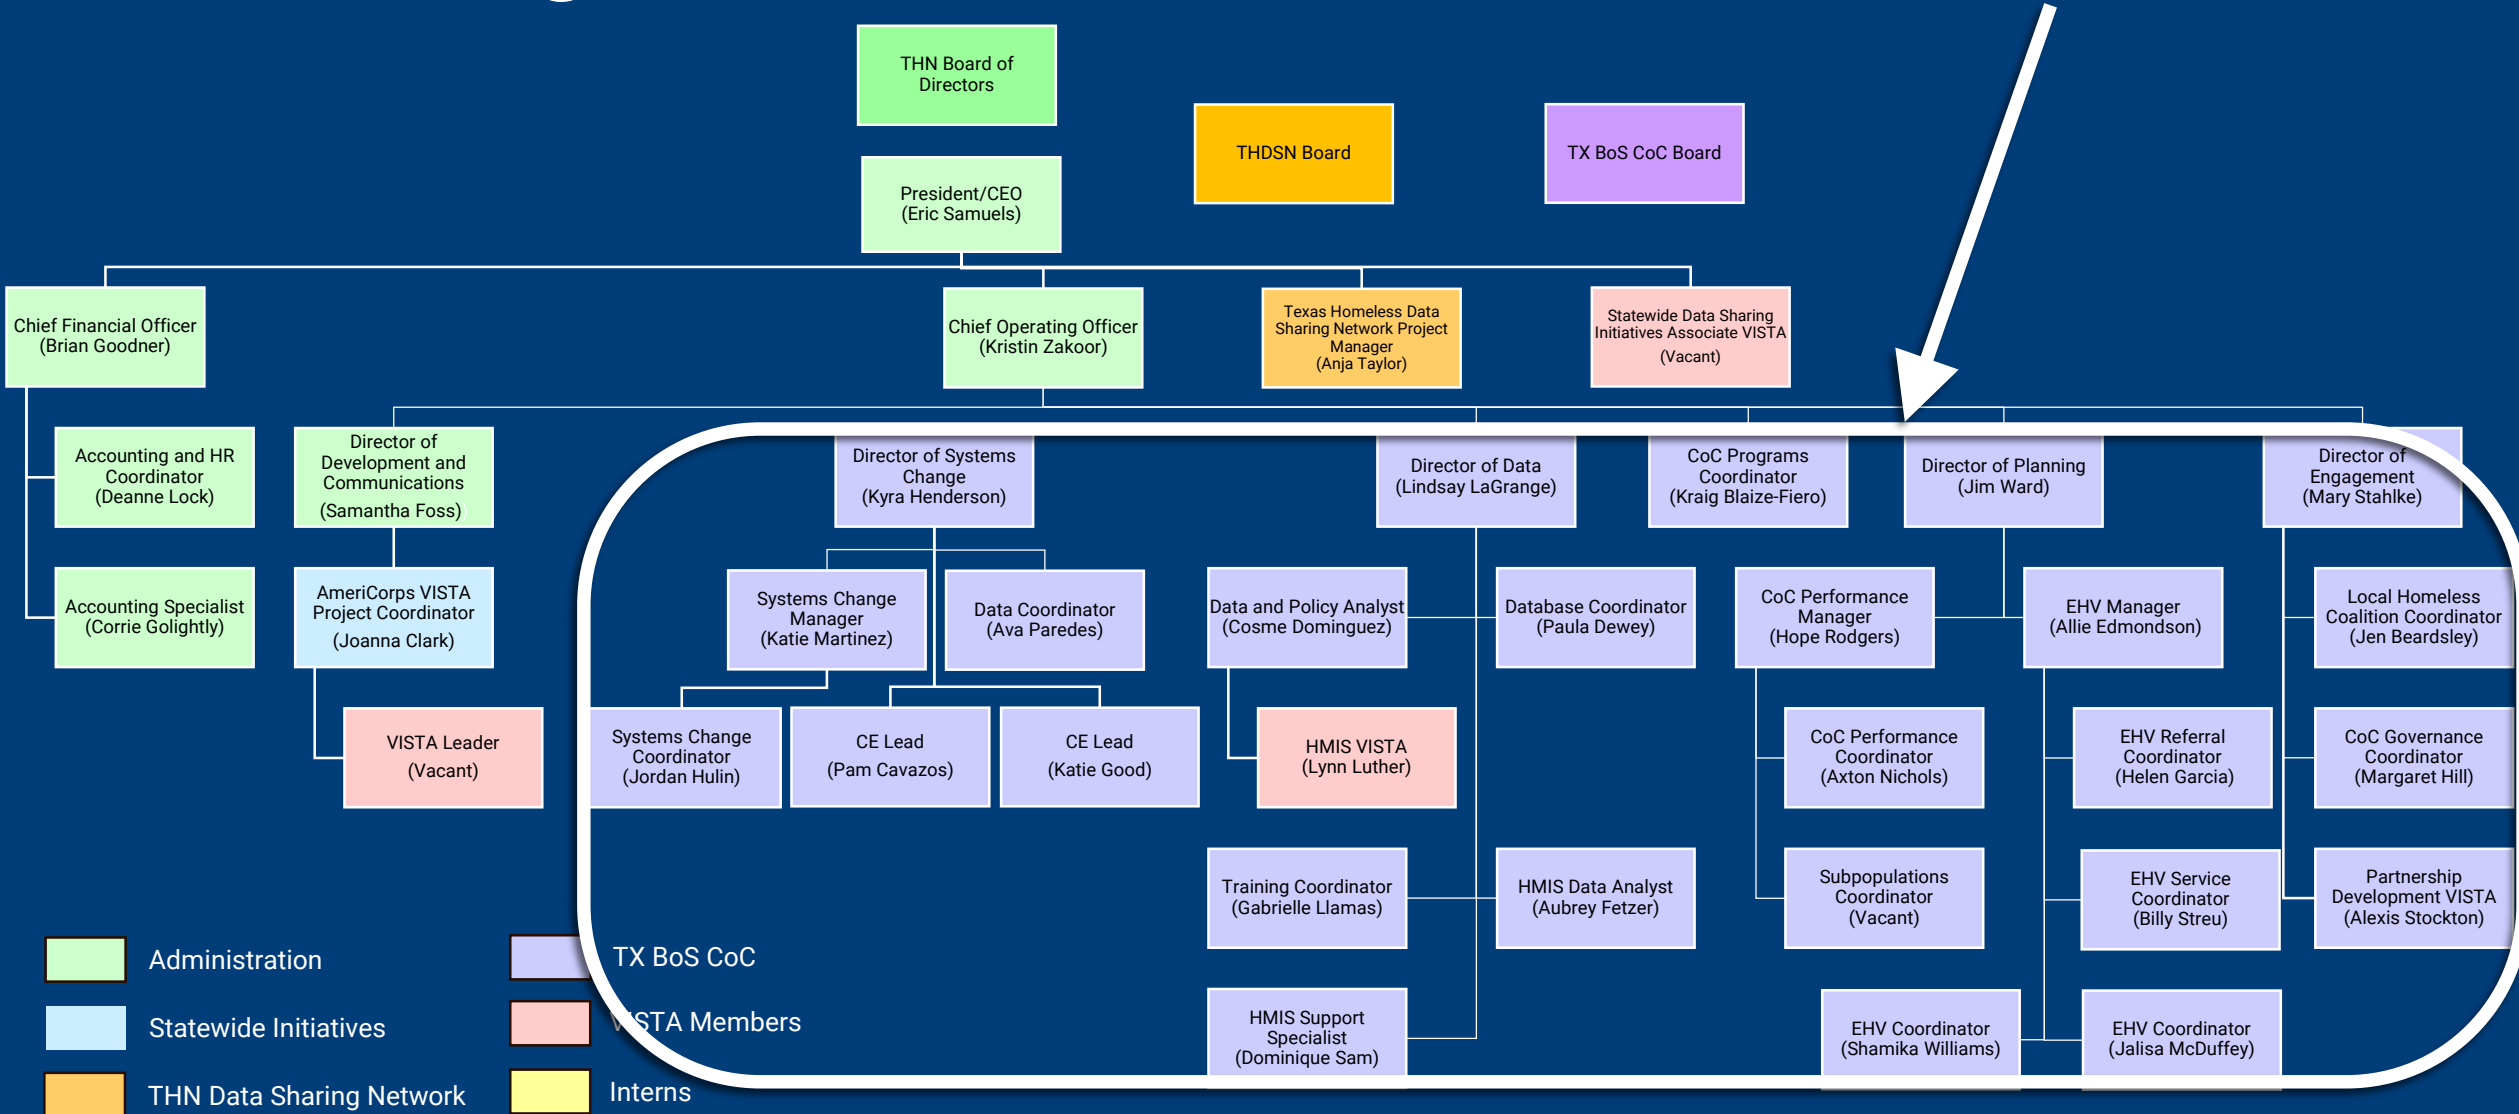 THN Board of
Directors
THDSN Board
TX BoS CoC Board
President/CEO
(Eric Samuels)
Chief Financial Officer
(Brian Goodner)
Chief Operating Officer
(Kristin Zakoor)
Texas Homeless Data
Sharing Network Project
Manager
(Anja Taylor)
Statewide Data Sharing
Initiatives Associate VISTA
(Vacant)
Accounting and HR
Coordinator
(Deanne Lock)
Director of
Development and
Communications
(Samantha Foss)
Director of Systems
Change
(Kyra Henderson)
Director of Data
(Lindsay LaGrange)
CoC Programs
Coordinator
(Kraig Blaize-Fiero)
Director of Planning
(Jim Ward)
Director of
Engagement
(Mary Stahlke)
Accounting Specialist
(Corrie Golightly)
AmeriCorps VISTA
Project Coordinator
(Joanna Clark)
Systems Change
Manager
(Katie Martinez)
Data Coordinator
(Ava Paredes)
Data and Policy Analyst
(Cosme Dominguez)
Database Coordinator
(Paula Dewey)
CoC Performance
Manager
(Hope Rodgers)
EHV Manager
(Allie Edmondson)
Local Homeless
Coalition Coordinator
(Jen Beardsley)
VISTA Leader
(Vacant)
Systems Change
Coordinator
(Jordan Hulin)
CE Lead
(Pam Cavazos)
CE Lead
(Katie Good)
HMIS VISTA
(Lynn Luther)
CoC Performance
Coordinator
(Axton Nichols)
EHV Referral
Coordinator
(Helen Garcia)
CoC Governance
Coordinator
(Margaret Hill)
Training Coordinator
(Gabrielle Llamas)
HMIS Data Analyst
(Aubrey Fetzer)
Subpopulations
Coordinator
(Vacant)
EHV Service
Coordinator
(Billy Streu)
Partnership
Development VISTA
(Alexis Stockton)
HMIS Support
Specialist
(Dominique Sam)
EHV Coordinator
(Shamika Williams)
EHV Coordinator
(Jalisa McDuffey)
Administration
TX BoS CoC
Statewide Initiatives
VISTA Members
THN Data Sharing Network
Interns